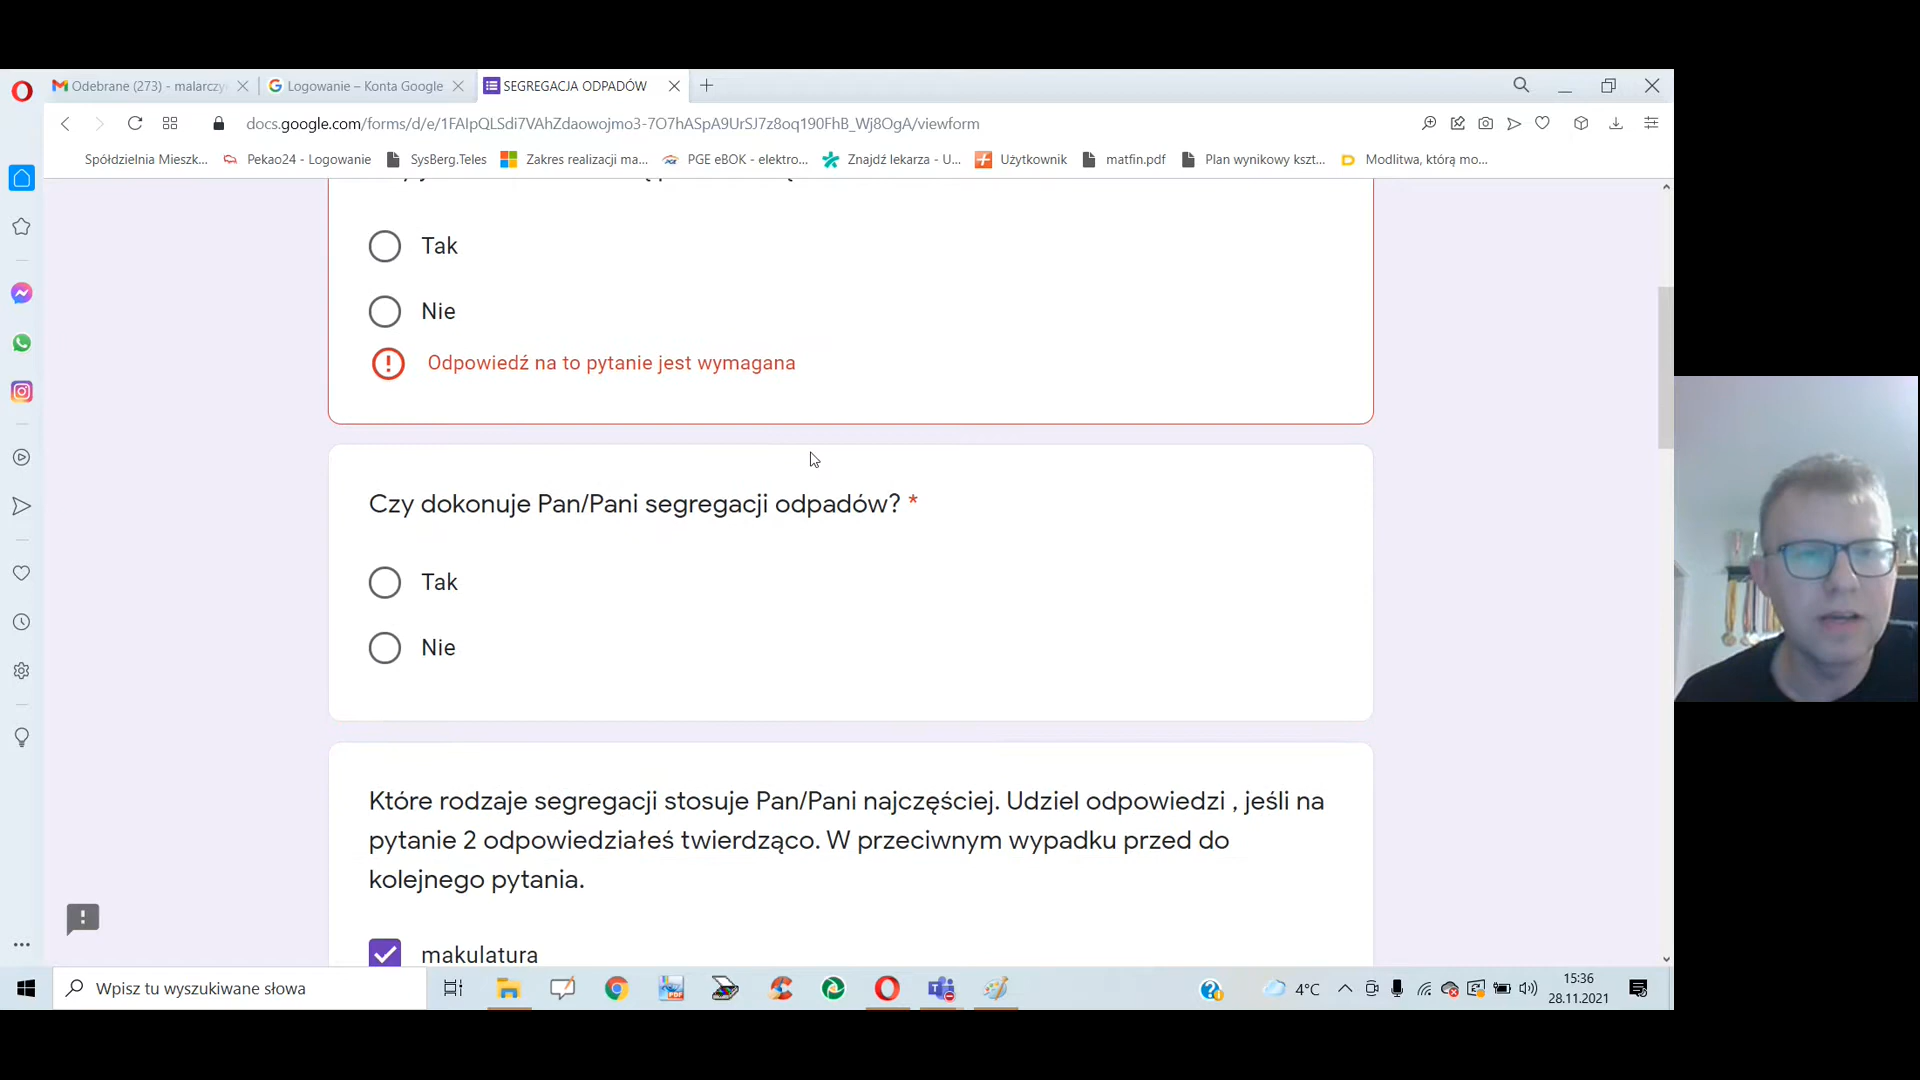 Odebrane (273) - malarczy
Logowanie – Konta Google
SEGREGACJA ODPADÓW
docs.google.com/forms/d/e/1FAIpQLSdi7VAhZdaowojmo3-7O7hASpA9UrSJ7z8oq190FhB_Wj8OgA/viewform
Spółdzielnia Mieszk...
Pekao24 - Logowanie
SysBerg.Teles
Zakres realizacji ma...
PGE eBOK - elektro...
Znajdź lekarza - U...
Użytkownik
matfin.pdf
Plan wynikowy kszt...
Modlitwa, którą mo...
Tak
Nie
Odpowiedź na to pytanie jest wymagana
Czy dokonuje Pan/Pani segregacji odpadów? *
Tak
Nie
Które rodzaje segregacji stosuje Pan/Pani najczęściej. Udziel odpowiedzi , jeśli na
pytanie 2 odpowiedziałeś twierdząco. W przeciwnym wypadku przed do
kolejnego pytania.
makulatura
Wpisz tu wyszukiwane słowa
4°C
15:36
28.11.2021